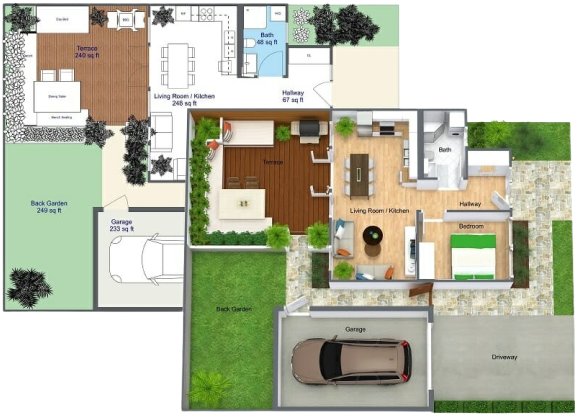 Day Bed
BBQ
Terrace
240 sq ft
Dining Table
Bench Seating
Living Room / Kitchen
248 sq ft
Bath
48 sq ft
Hallway
67 sq ft
Back Garden
249 sq ft
Garage
233 sq ft
Terrace
Living Room / Kitchen
Bath
Hallway
Bedroom
Back Garden
Garage
Driveway